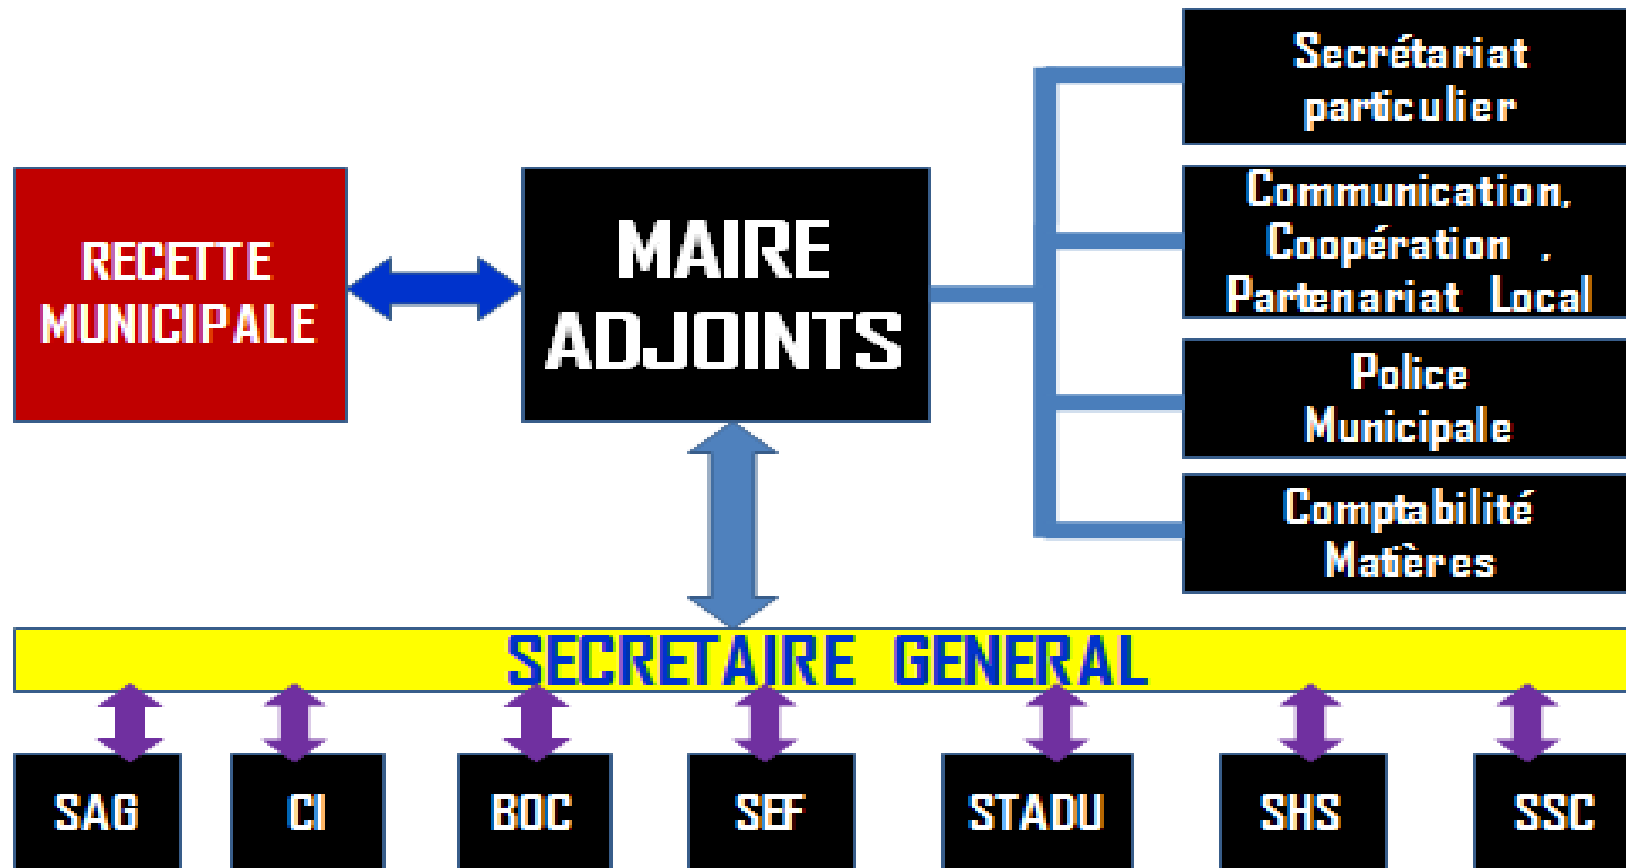 Secrétariat
particulier
Communication,
Coopération ,
Partenariat Local
RECETTE
MUNICIPALE
MAIRE
ADJOINTS
Police
Municipale
Comptabilité
Matières
SECRETAIRE GENERAL
SAG
CI
BOC
SEF
STADU
SHS
SSC